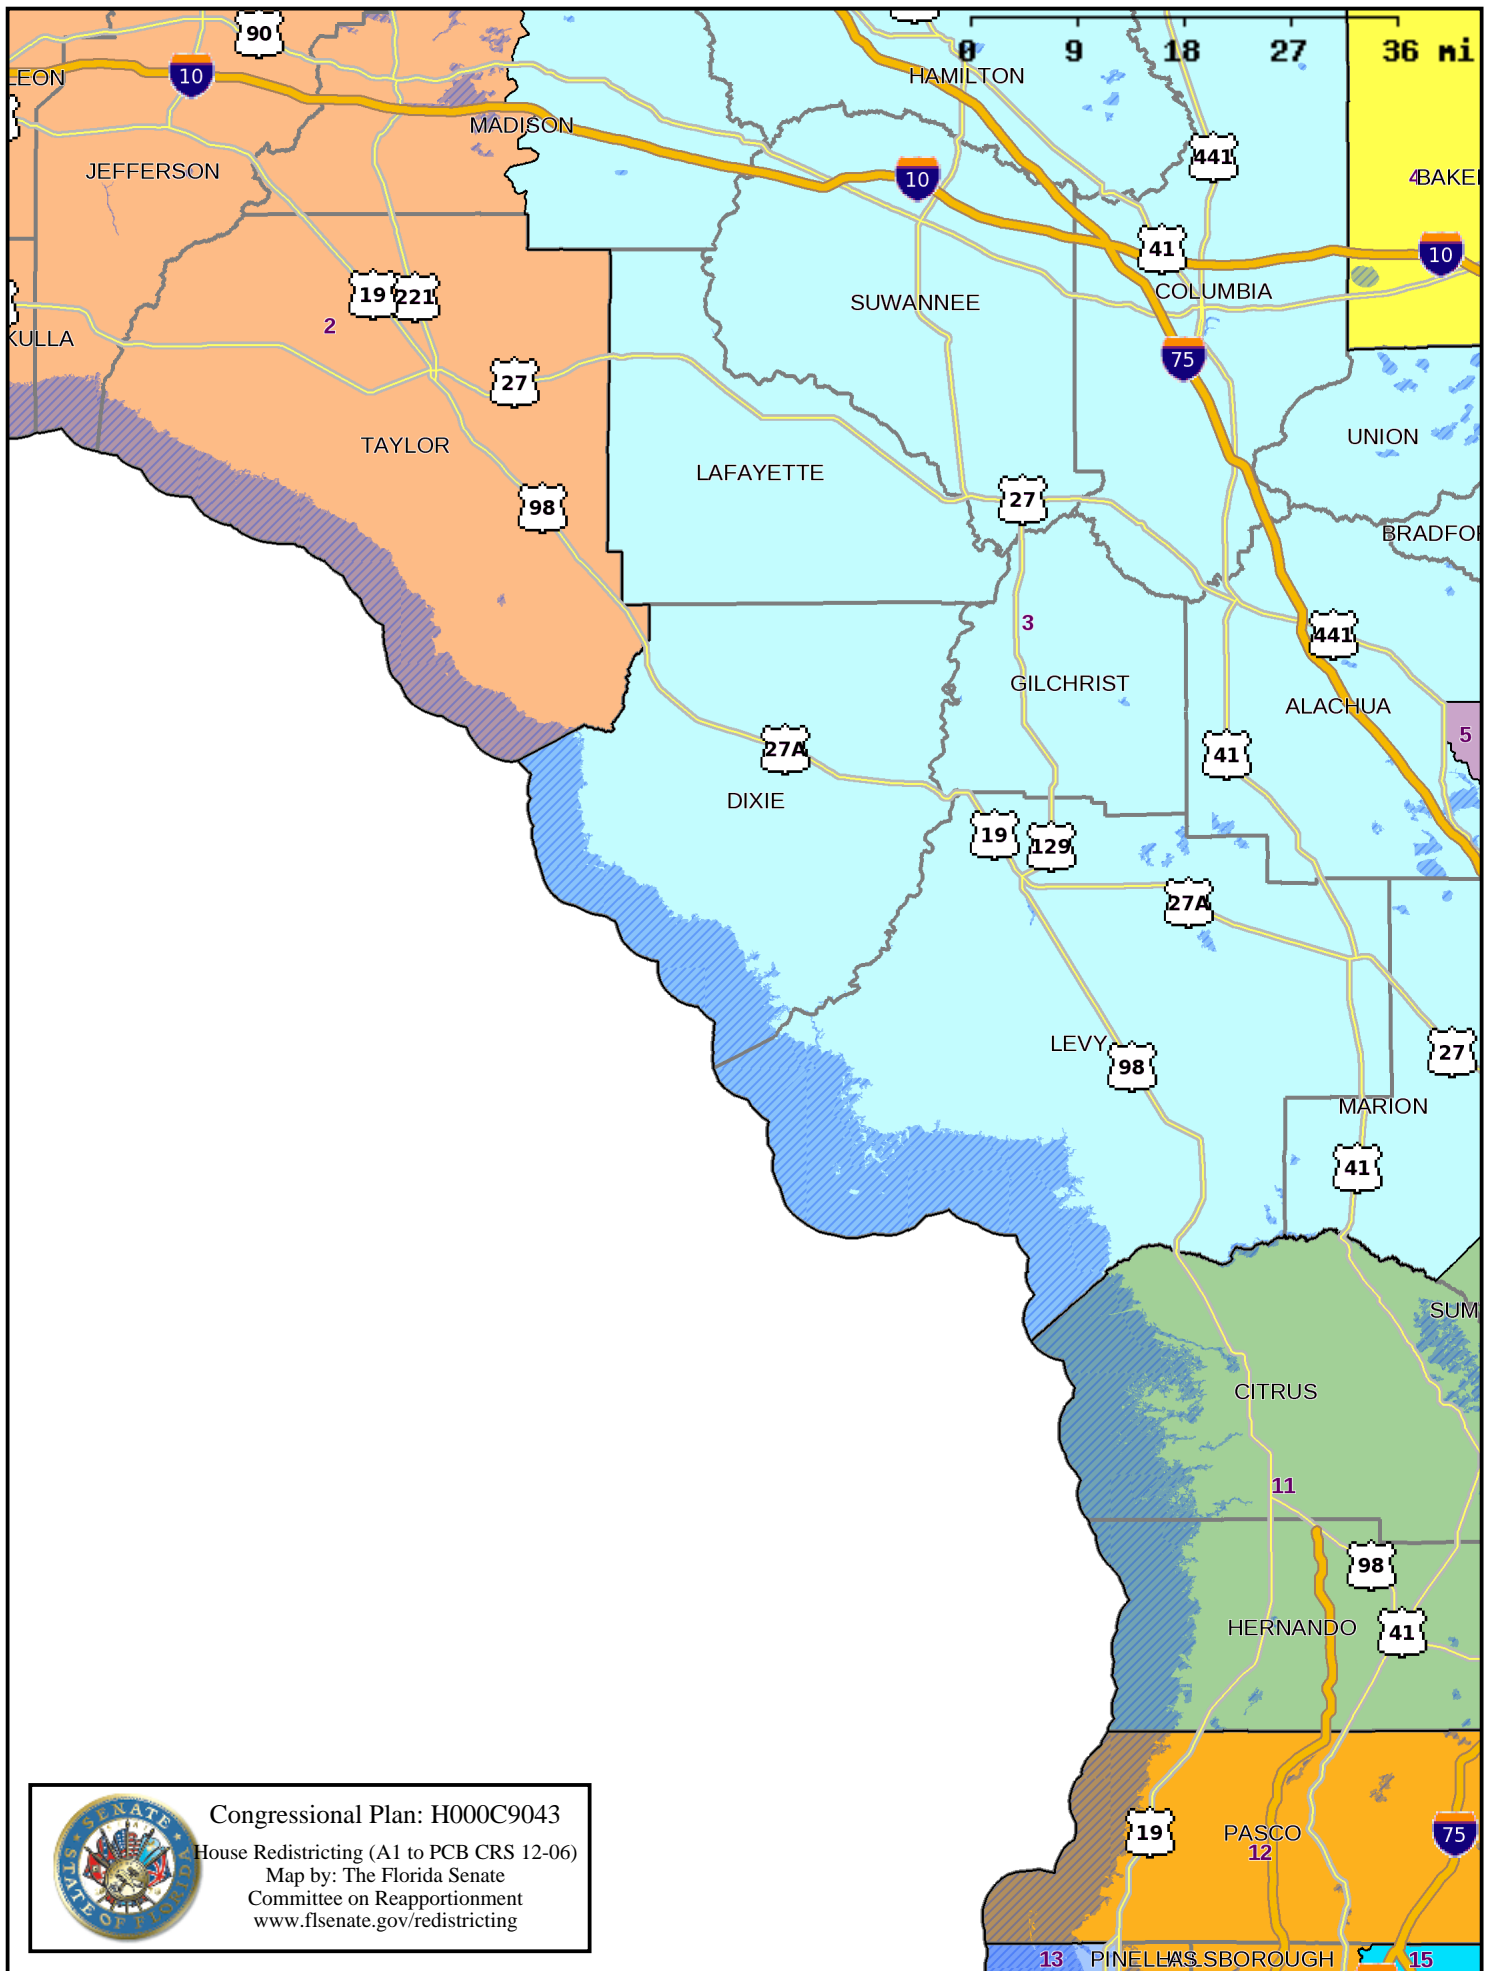 90
0 9 18 27 36 mi
LEON
10
HAMILTON
MADISON
441
JEFFERSON
10
4
BAKE
41
10
19
221
COLUMBIA
SUWANNEE
2
KULLA
75
27
UNION
TAYLOR
LAFAYETTE
27
98
BRADFO
3
441
GILCHRIST
ALACHUA
5
27A
41
DIXIE
19
129
27A
LEVY
98
27
MARION
41
SUM
CITRUS
11
98
HERNANDO
41
19
PASCO
12
75
13
PINELLAS
LSBOROUGH
15
SENATE
STATE OF FLORIDA
Congressional Plan: H000C9043
House Redistricting (A1 to PCB CRS 12-06)
Map by: The Florida Senate
Committee on Reapportionment
www.flsenate.gov/redistricting